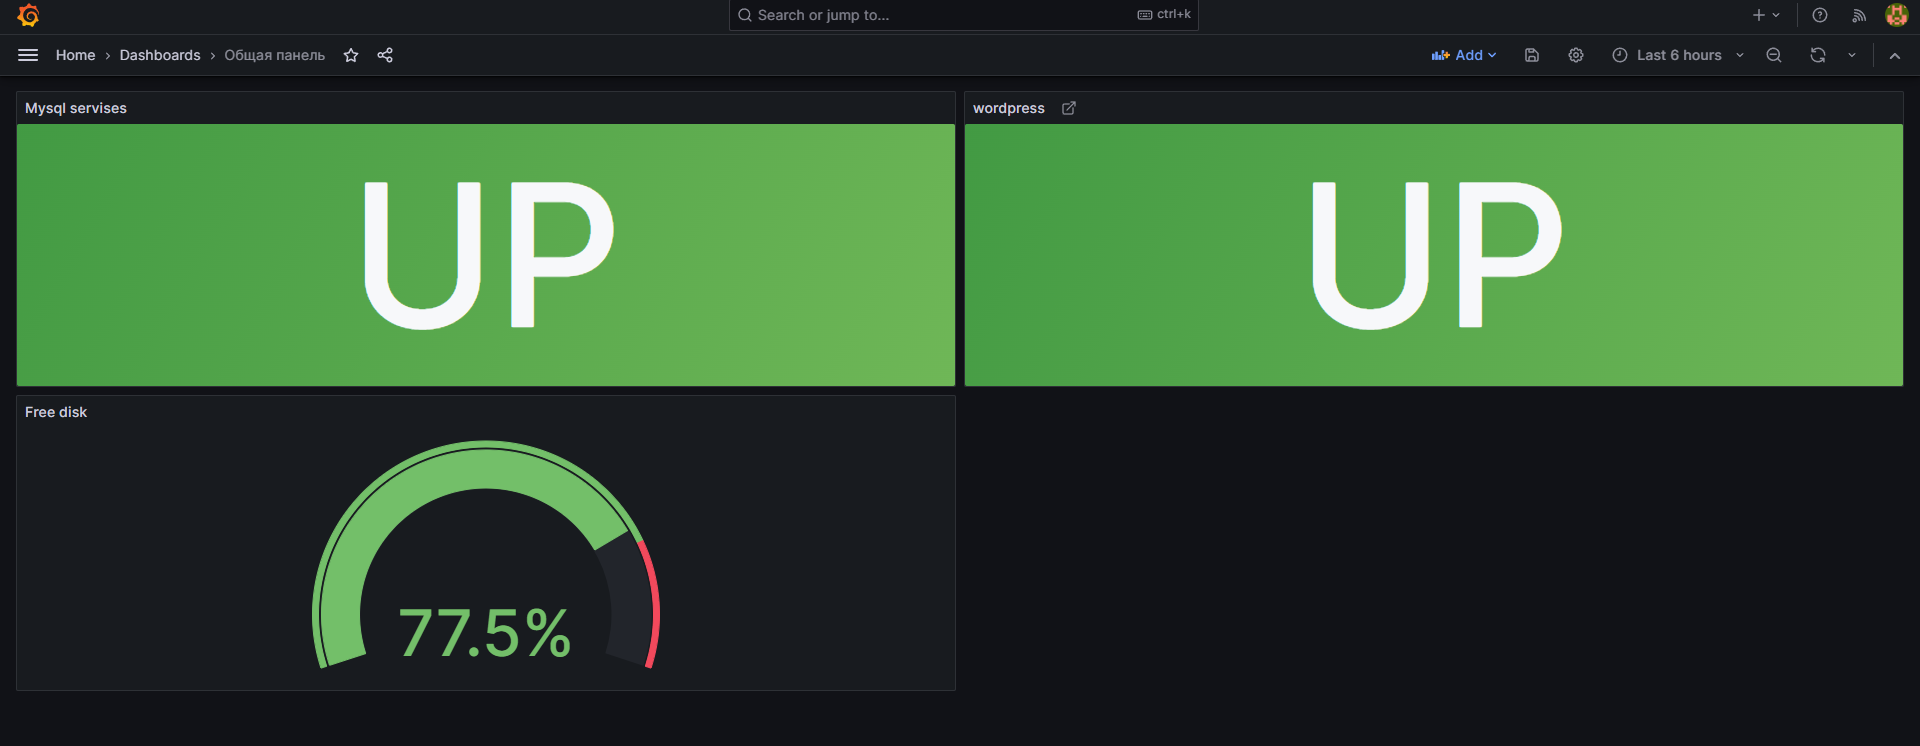 Search or jump to... ctrl+k
Home › Dashboards › Общая панель Add Last 6 hours
Mysql servises
UP
wordpress
UP
Free disk
77.5%